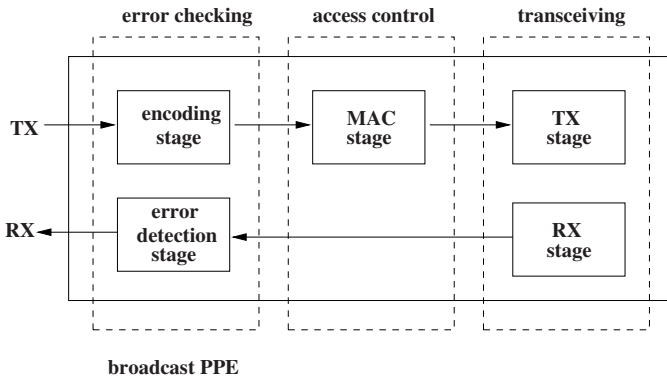 error checking
access control
transceiving
TX
encoding
stage
MAC
stage
TX
stage
RX
error
detection
stage
RX
stage
broadcast PPE